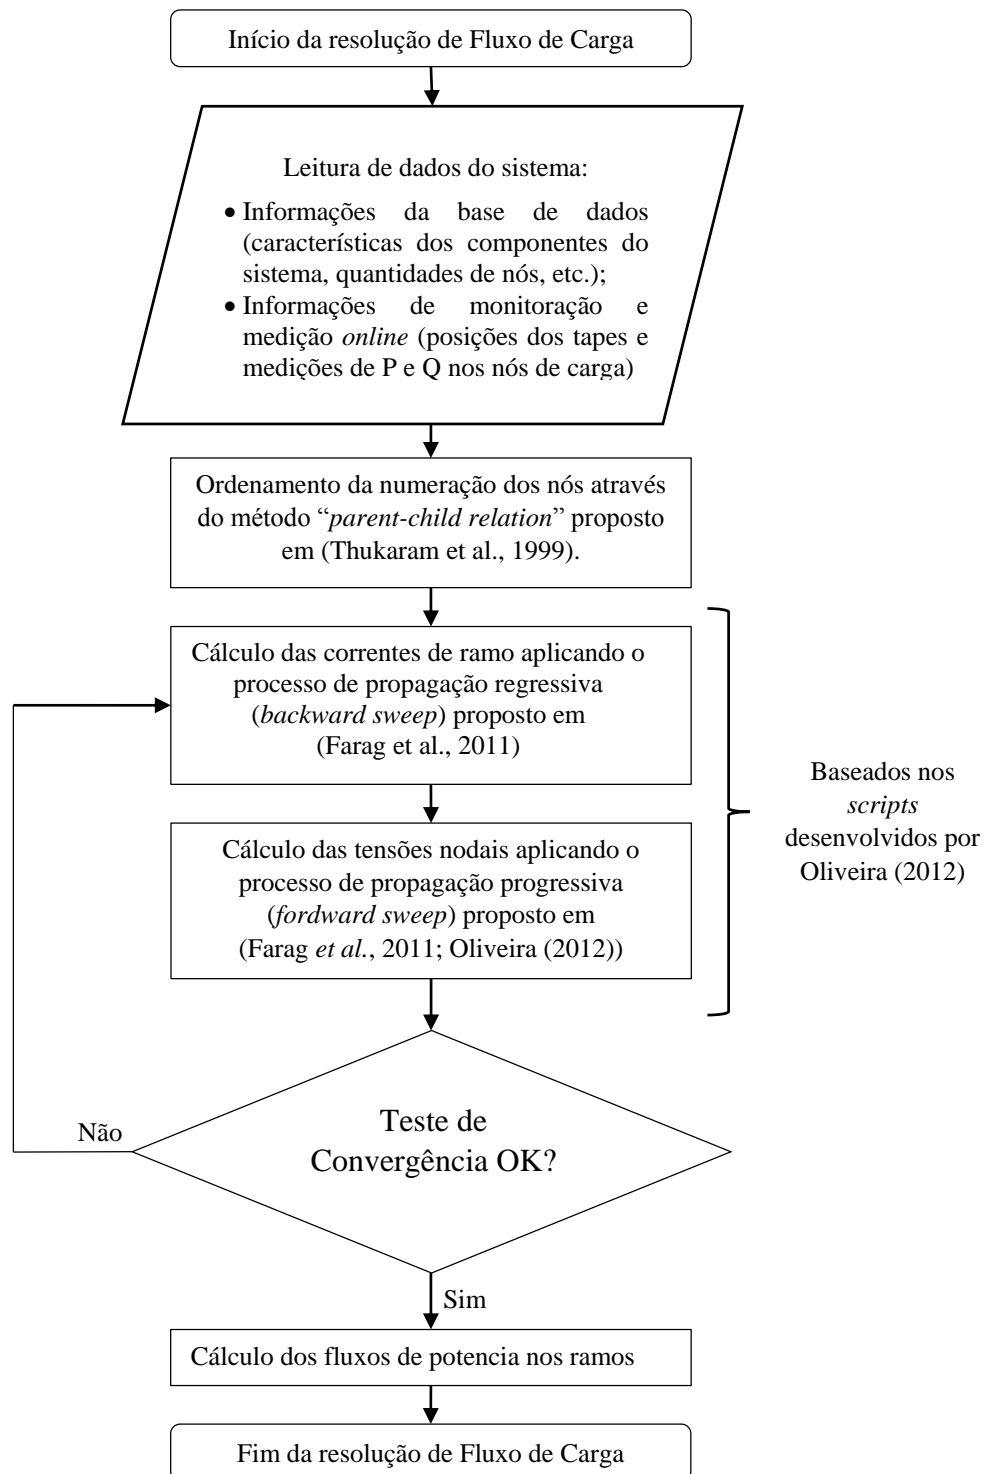 Início da resolução de Fluxo de Carga
Leitura de dados do sistema:
• Informações da base de dados
(características dos componentes do
sistema, quantidades de nós, etc.);
• Informações de monitoração e
medição online (posições dos tapes e
medições de P e Q nos nós de carga)
Ordenamento da numeração dos nós através
do método “parent-child relation” proposto
em (Thukaram et al., 1999).
Cálculo das correntes de ramo aplicando o
processo de propagação regressiva
(backward sweep) proposto em
(Farag et al., 2011)
Cálculo das tensões nodais aplicando o
processo de propagação progressiva
(fordward sweep) proposto em
(Farag et al., 2011; Oliveira (2012))
Baseados nos
scripts
desenvolvidos por
Oliveira (2012)
Teste de
Convergência OK?
Não
Sim
Cálculo dos fluxos de potencia nos ramos
Fim da resolução de Fluxo de Carga